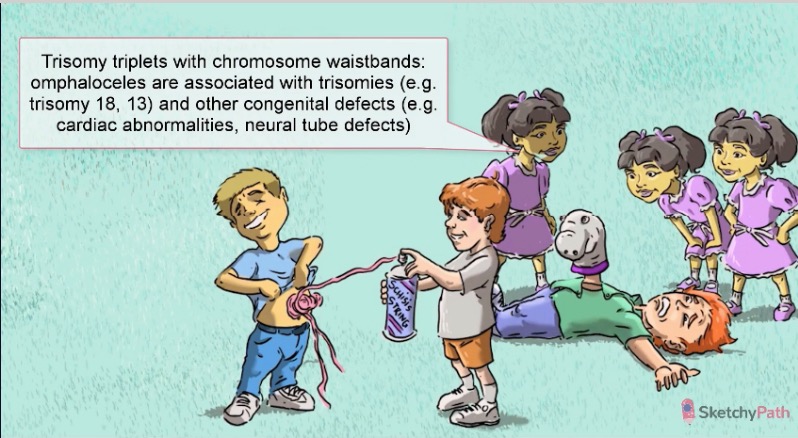 Trisomy triplets with chromosome waistbands:
omphaloceles are associated with trisomies (e.g.
trisomy 18, 13) and other congenital defects (e.g.
cardiac abnormalities, neural tube defects)
SCHISIS
STRING
SketchyPath